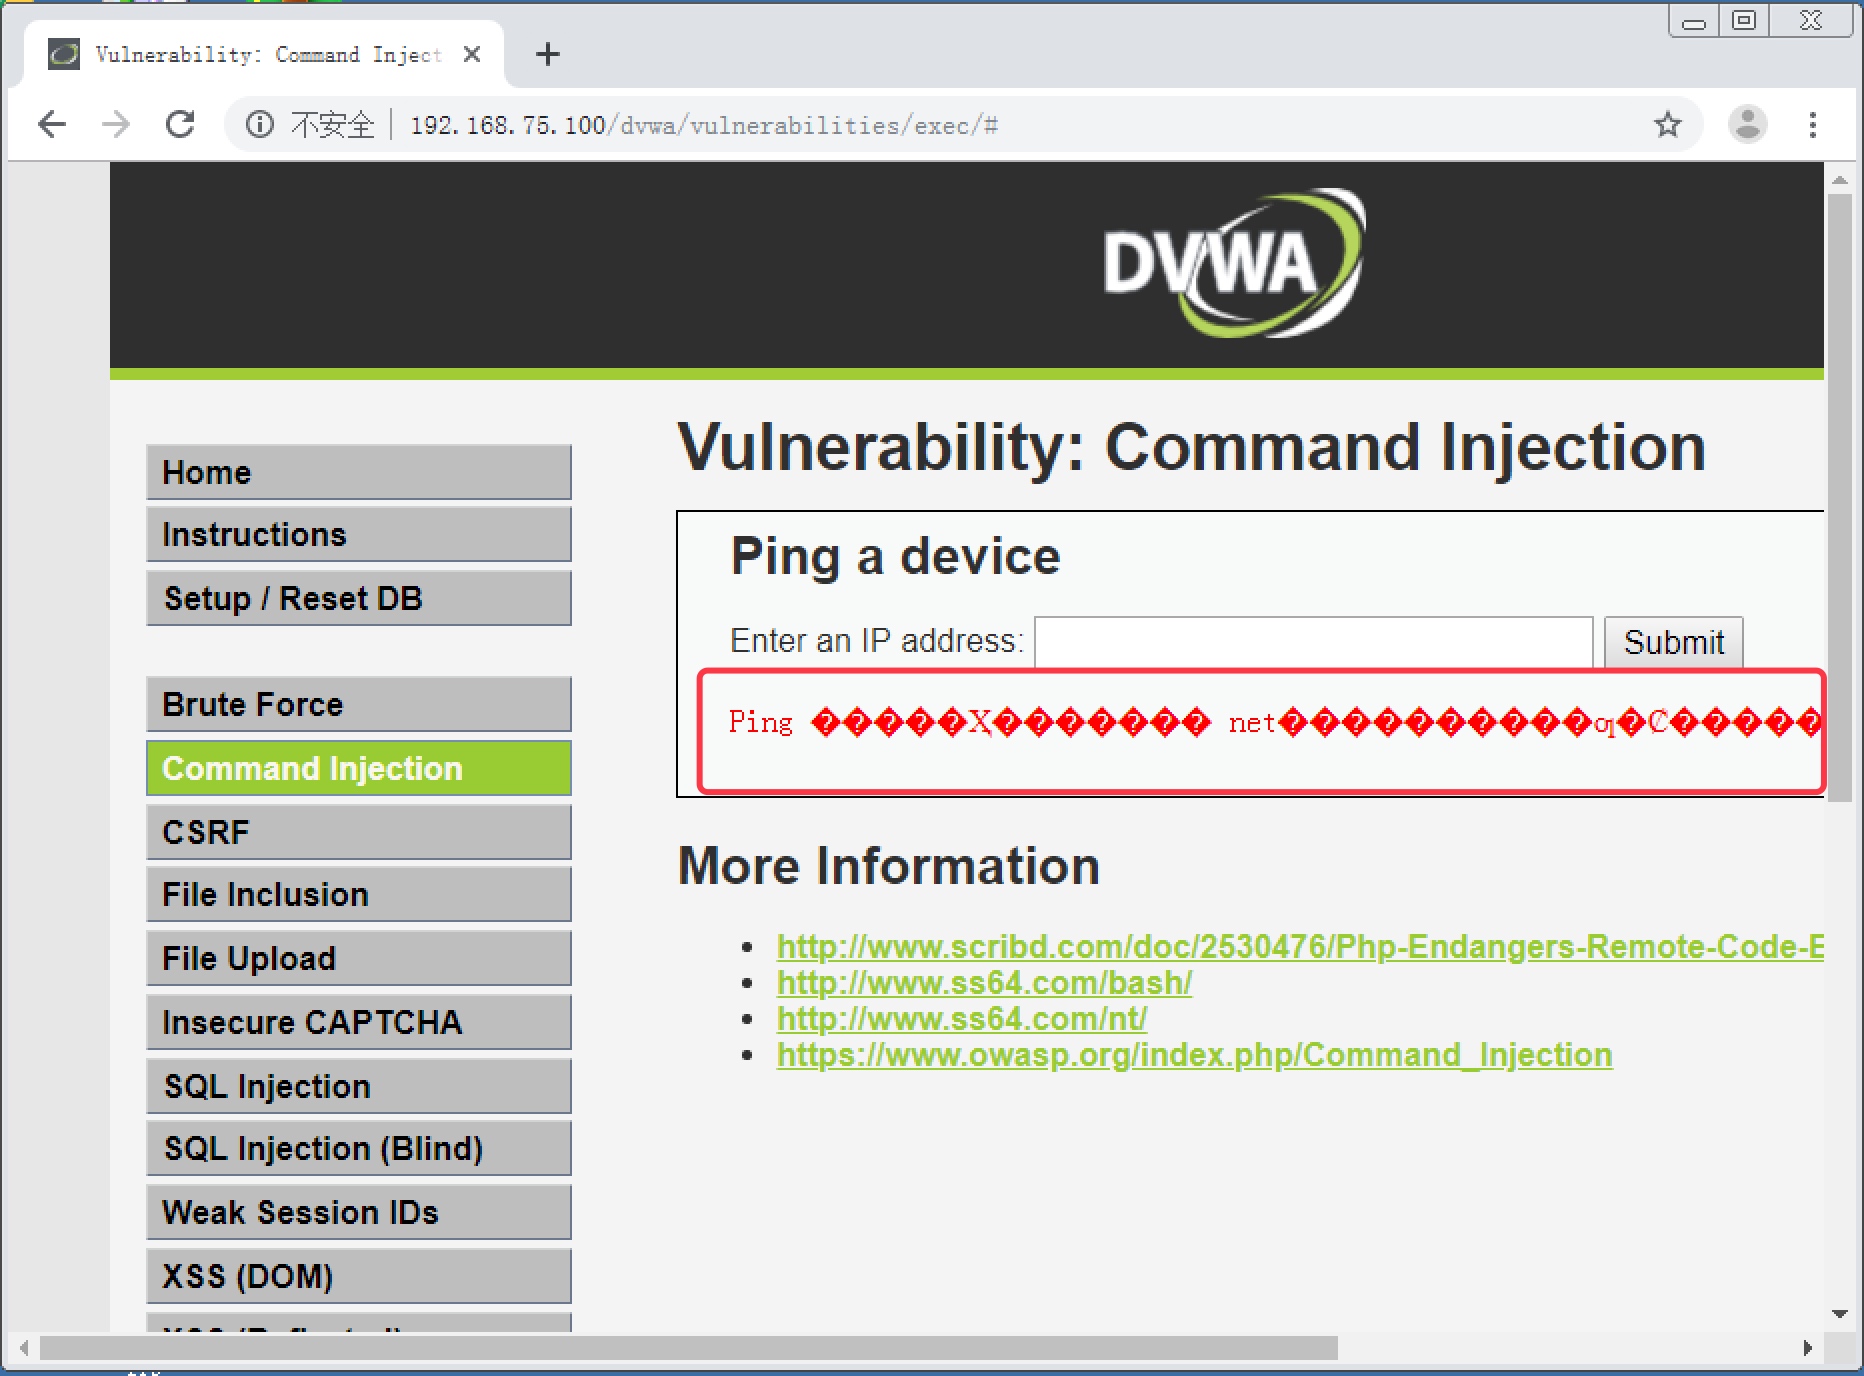 Vulnerability: Command Inject
不安全 192.168.75.100/dvwa/vulnerabilities/exec/#
DVWA
Vulnerability: Command Injection
Home
Instructions
Setup / Reset DB
Brute Force
Command Injection
CSRF
File Inclusion
File Upload
Insecure CAPTCHA
SQL Injection
SQL Injection (Blind)
Weak Session IDs
XSS (DOM)
Ping a device
Enter an IP address:
Submit
Ping �����Ҳ������� net����������ƣ�Ȼ�����
More Information
http://www.scribd.com/doc/2530476/Php-Endangers-Remote-Code-E
http://www.ss64.com/bash/
http://www.ss64.com/nt/
https://www.owasp.org/index.php/Command_Injection